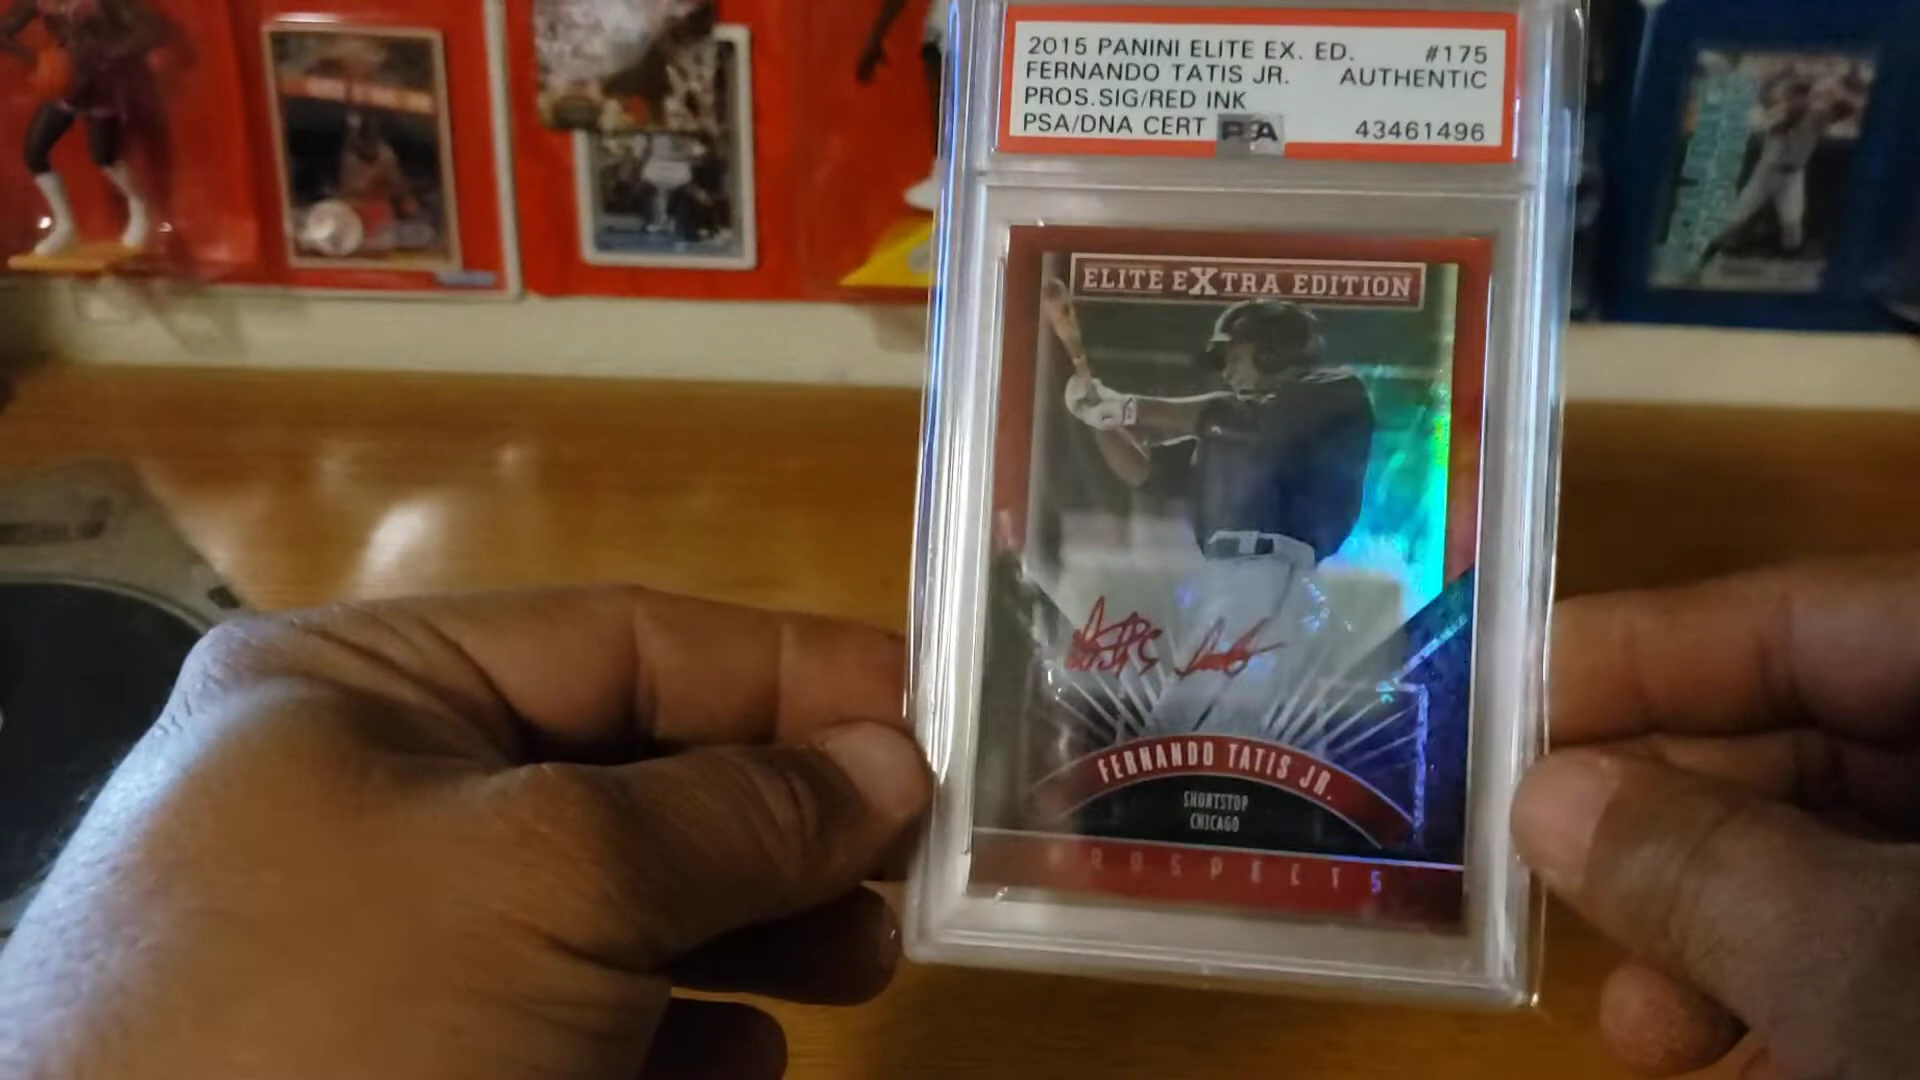 2015 PANINI ELITE EX. ED. #175
FERNANDO TATIS JR. AUTHENTIC
PROS.SIG/RED INK
PSA/DNA CERT PSA 43461496
ELITE EXTRA EDITION
FERNANDO TATIS JR.
SHORTSTOP
CHICAGO
PROSPECTS